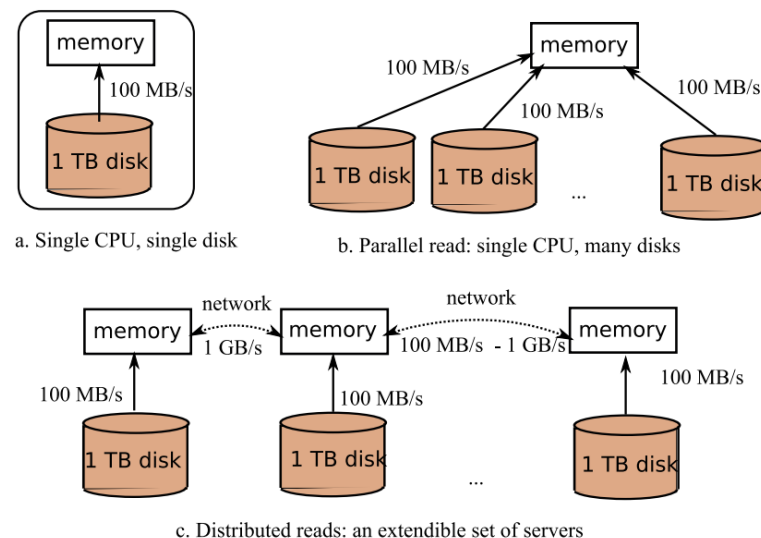 memory
100 MB/s
1 TB disk
a. Single CPU, single disk
memory
100 MB/s
100 MB/s
100 MB/s
1 TB disk
1 TB disk
1 TB disk
...
b. Parallel read: single CPU, many disks
network
network
memory
memory
memory
1 GB/s
100 MB/s - 1 GB/s
100 MB/s
100 MB/s
100 MB/s
1 TB disk
1 TB disk
1 TB disk
...
c. Distributed reads: an extendible set of servers